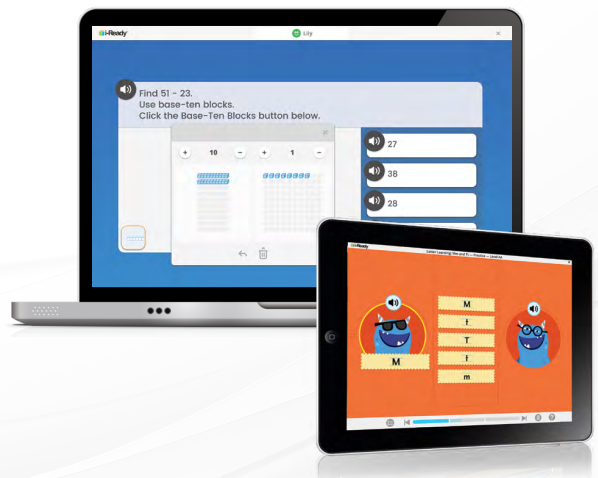 i-Ready
Lily
Find 51 - 23.
Use base-ten blocks.
Click the Base-Ten Blocks button below.
+ 10 - + 1 -
27
38
28
i-Ready
M
t
T
t
m
M